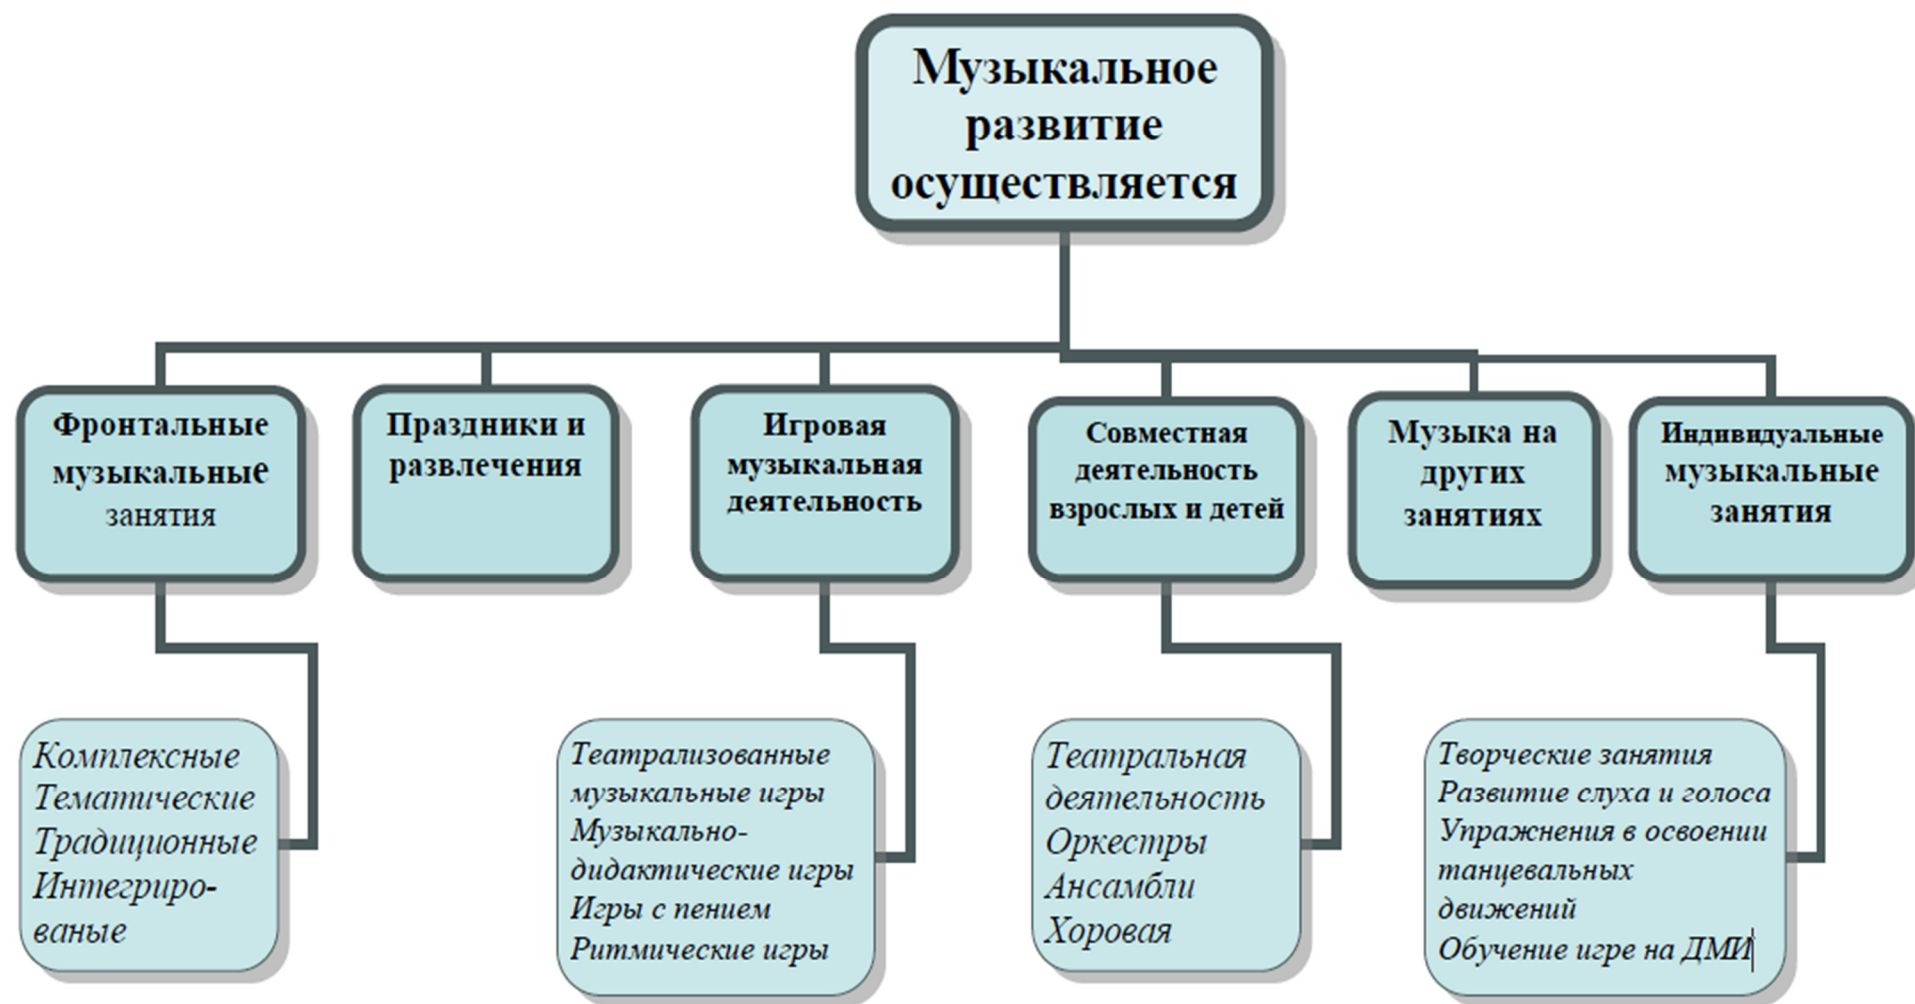 Музыкальное
развитие
осуществляется
Фронтальные
музыкальные
занятия
Праздники и
развлечения
Игровая
музыкальная
деятельность
Совместная
деятельность
взрослых и детей
Музыка на
других
занятиях
Индивидуальные
музыкальные
занятия
Комплексные
Тематические
Традиционные
Интегриро-
ваные
Театрализованные
музыкальные игры
Музыкально-
дидактические игры
Игры с пением
Ритмические игры
Театральная
деятельность
Оркестры
Ансамбли
Хоровая
Творческие занятия
Развитие слуха и голоса
Упражнения в освоении
танцевальных
движений
Обучение игре на ДМИ